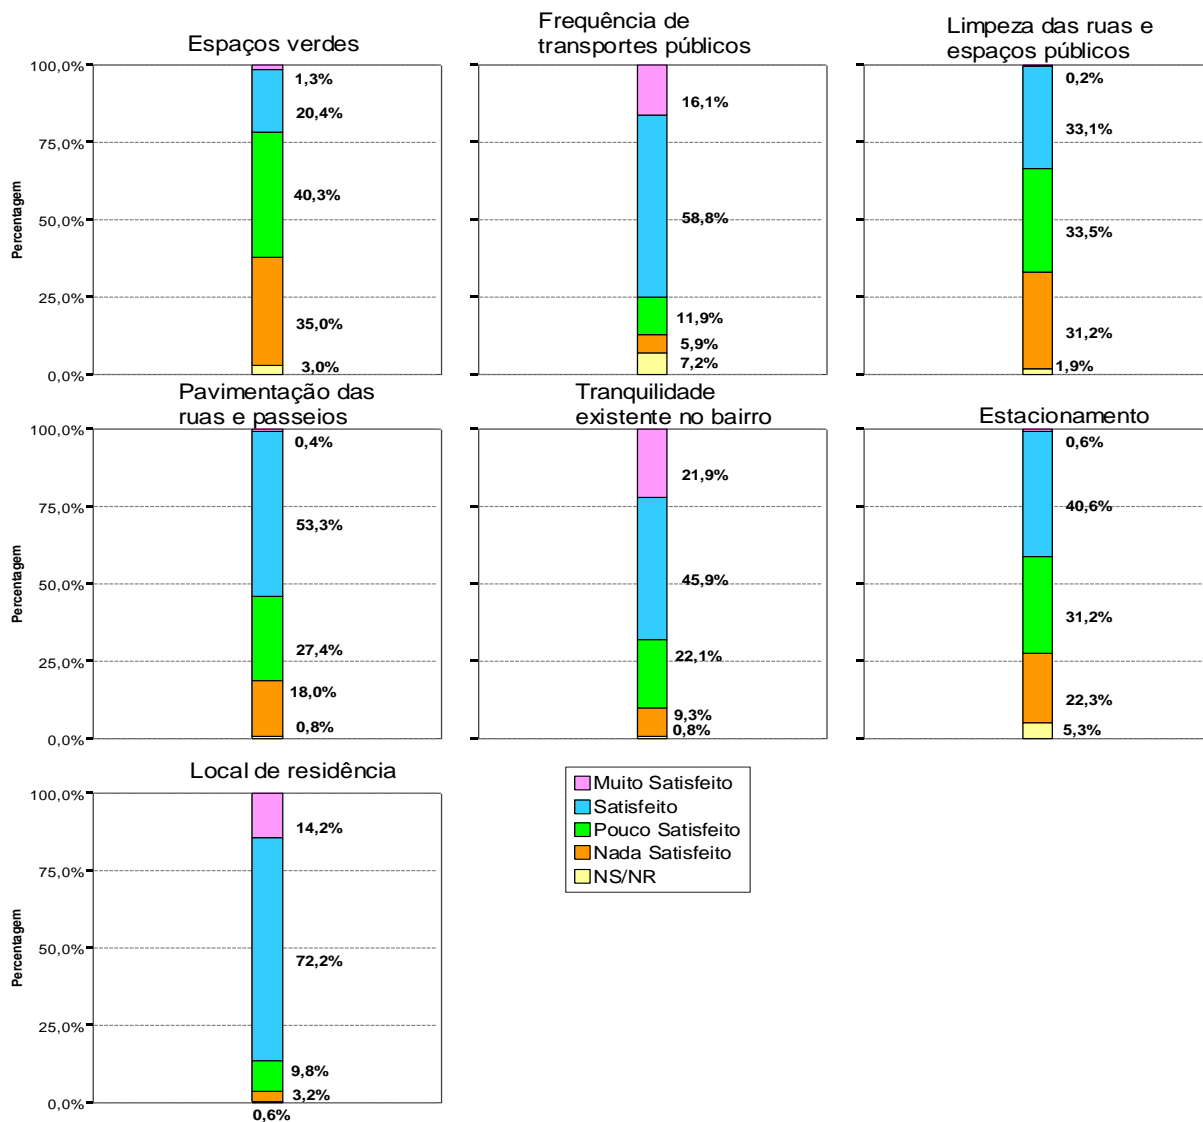 Espaços verdes
100,0%
75,0%
50,0%
25,0%
0,0%
Percentagem
1,3%
20,4%
40,3%
35,0%
3,0%
Frequência de
transportes públicos
16,1%
58,8%
11,9%
5,9%
7,2%
Limpeza das ruas e
espaços públicos
0,2%
33,1%
33,5%
31,2%
1,9%
Pavimentação das
ruas e passeios
100,0%
75,0%
50,0%
25,0%
0,0%
Percentagem
0,4%
53,3%
27,4%
18,0%
0,8%
Tranquilidade
existente no bairro
21,9%
45,9%
22,1%
9,3%
0,8%
Estacionamento
0,6%
40,6%
31,2%
22,3%
5,3%
Local de residência
100,0%
75,0%
50,0%
25,0%
0,0%
Percentagem
14,2%
72,2%
9,8%
3,2%
0,6%
Muito Satisfeito
Satisfeito
Pouco Satisfeito
Nada Satisfeito
NS/NR